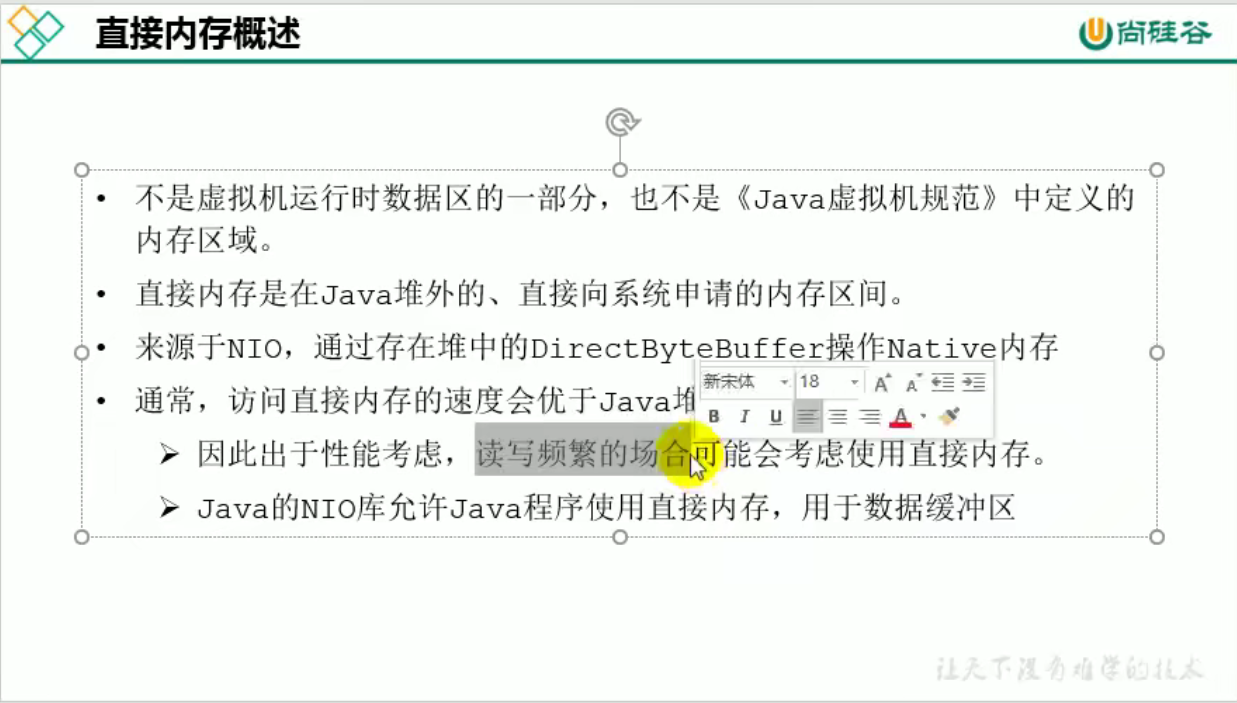 直接内存概述
尚硅谷
• 不是虚拟机运行时数据区的一部分，也不是《Java虚拟机规范》中定义的
内存区域。
• 直接内存是在Java堆外的、直接向系统申请的内存区间。
• 来源于NIO，通过存在堆中的DirectByteBuffer操作Native内存
• 通常，访问直接内存的速度会优于Java堆
新宋体 18 A A
B I U A
➢ 因此出于性能考虑，读写频繁的场合可能会考虑使用直接内存。
➢ Java的NIO库允许Java程序使用直接内存，用于数据缓冲区
让天下没有难学的技术